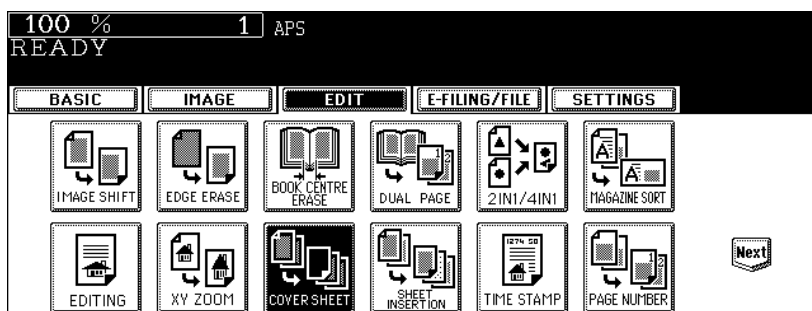 100 % 1 APS
READY
BASIC IMAGE EDIT E-FILING/FILE SETTINGS
IMAGE SHIFT EDGE ERASE BOOK CENTRE ERASE DUAL PAGE 2IN1/4IN1 MAGAZINE SORT
EDITING XY ZOOM COVER SHEET SHEET INSERTION TIME STAMP PAGE NUMBER Next